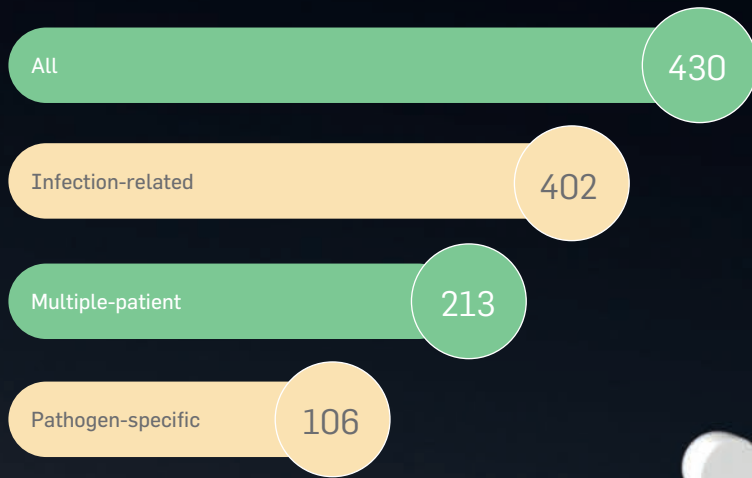 All
430
Infection-related
402
Multiple-patient
213
Pathogen-specific
106